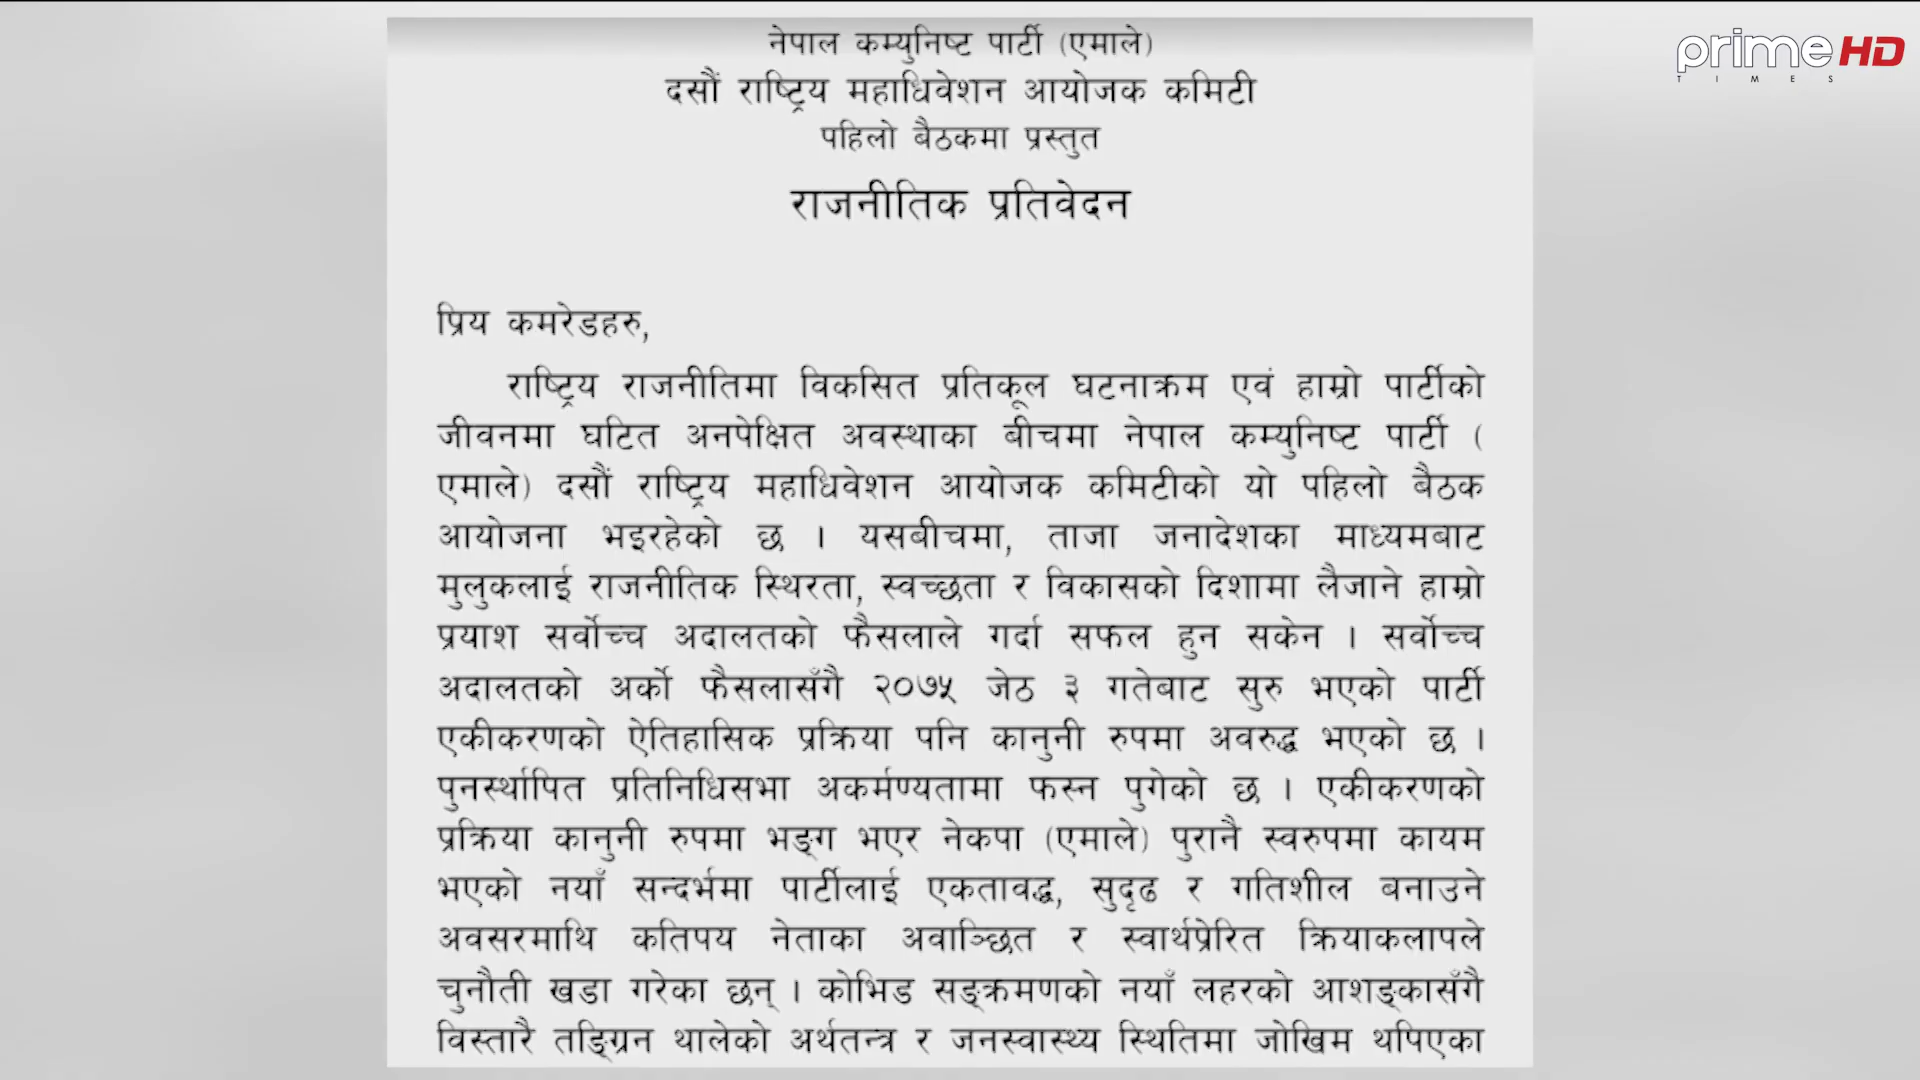 prime HD
TIMES
नेपाल कम्युनिष्ट पार्टी (एमाले)
दसौं राष्ट्रिय महाधिवेशन आयोजक कमिटी
पहिलो बैठकमा प्रस्तुत
राजनीतिक प्रतिवेदन
प्रिय कमरेडहरु,
राष्ट्रिय राजनीतिमा विकसित प्रतिकूल घटनाक्रम एवं हाम्रो पार्टीको
जीवनमा घटित अनपेक्षित अवस्थाका बीचमा नेपाल कम्युनिष्ट पार्टी (
एमाले) दसौं राष्ट्रिय महाधिवेशन आयोजक कमिटीको यो पहिलो बैठक
आयोजना भइरहेको छ । यसबीचमा, ताजा जनादेशका माध्यमबाट
मुलुकलाई राजनीतिक स्थिरता, स्वच्छता र विकासको दिशामा लैजाने हाम्रो
प्रयाश सर्वोच्च अदालतको फैसलाले गर्दा सफल हुन सकेन । सर्वोच्च
अदालतको अर्को फैसलासँगै २०७५ जेठ ३ गतेबाट सुरु भएको पार्टी
एकीकरणको ऐतिहासिक प्रक्रिया पनि कानुनी रुपमा अवरुद्ध भएको छ ।
पुनर्स्थापित प्रतिनिधिसभा अकर्मण्यतामा फस्न पुगेको छ । एकीकरणको
प्रक्रिया कानुनी रुपमा भङ्ग भएर नेकपा (एमाले) पुरानै स्वरुपमा कायम
भएको नयाँ सन्दर्भमा पार्टीलाई एकतावद्ध, सुदृढ र गतिशील बनाउने
अवसरमाथि कतिपय नेताका अवाञ्छित र स्वार्थप्रेरित क्रियाकलापले
चुनौती खडा गरेका छन् । कोभिड सङ्क्रमणको नयाँ लहरको आशङ्कासँगै
विस्तारै तङ्ग्रिन थालेको अर्थतन्त्र र जनस्वास्थ्य स्थितिमा जोखिम थपिएका